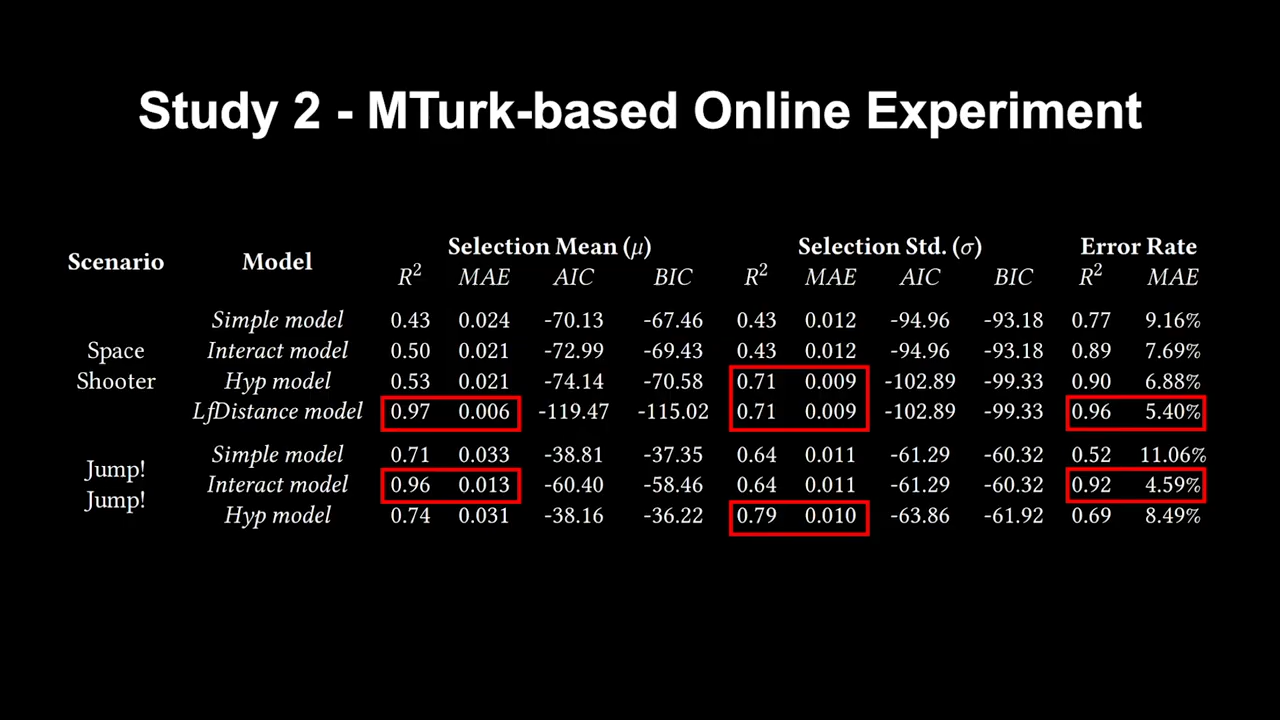 Study 2 - MTurk-based Online Experiment
Scenario Model Selection Mean (μ) Selection Std. (σ) Error Rate
R² MAE AIC BIC R² MAE AIC BIC R² MAE
Space Shooter
Simple model 0.43 0.024 -70.13 -67.46 0.43 0.012 -94.96 -93.18 0.77 9.16%
Interact model 0.50 0.021 -72.99 -69.43 0.43 0.012 -94.96 -93.18 0.89 7.69%
Hyp model 0.53 0.021 -74.14 -70.58 0.71 0.009 -102.89 -99.33 0.90 6.88%
LfDistance model 0.97 0.006 -119.47 -115.02 0.71 0.009 -102.89 -99.33 0.96 5.40%
Jump! Jump!
Simple model 0.71 0.033 -38.81 -37.35 0.64 0.011 -61.29 -60.32 0.52 11.06%
Interact model 0.96 0.013 -60.40 -58.46 0.64 0.011 -61.29 -60.32 0.92 4.59%
Hyp model 0.74 0.031 -38.16 -36.22 0.79 0.010 -63.86 -61.92 0.69 8.49%